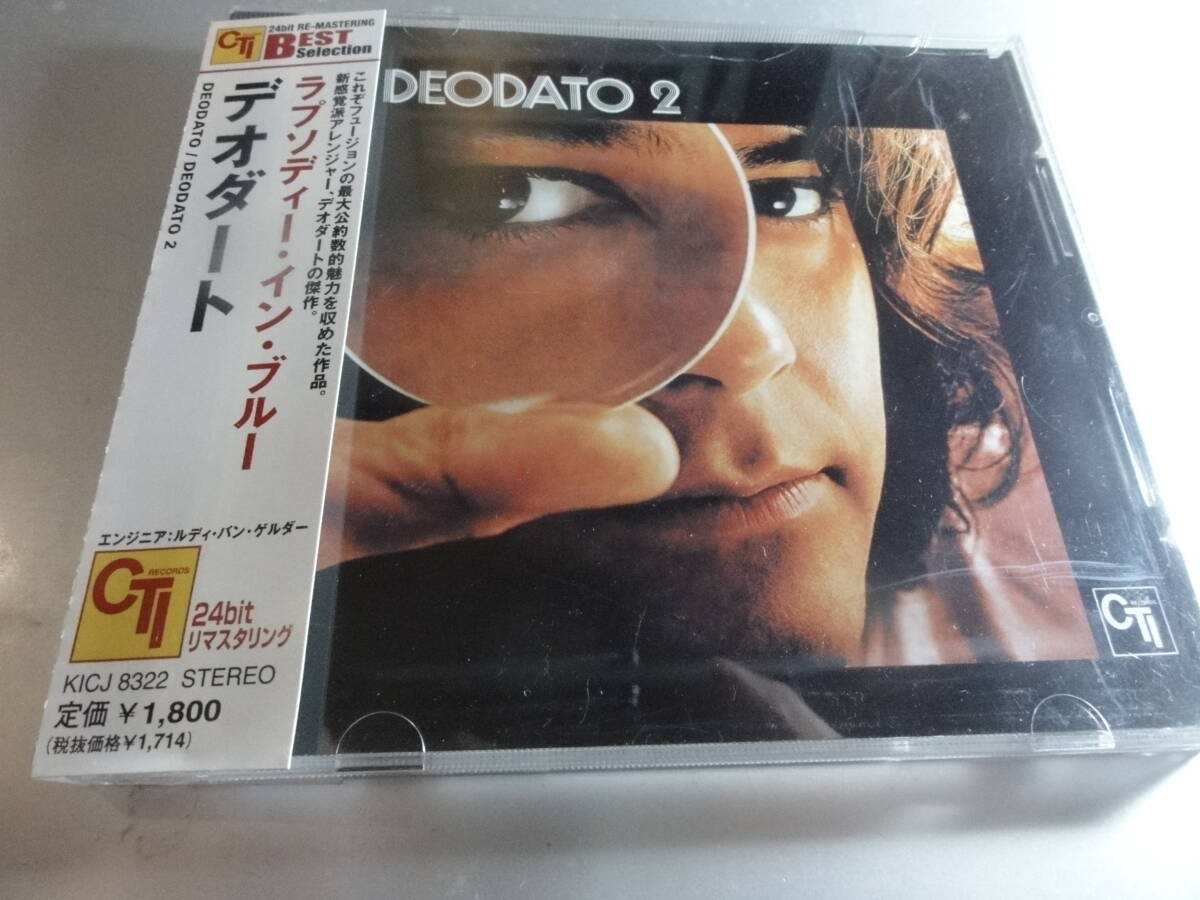 CTI
24bit RE-MASTERING
BEST
Selection
これぞフュージョンの最大公約数的魅力を収めた作品。
新感覚派アレンジャー、デオダートの傑作。
ラプソディー・イン・ブルー
デオダート
DEODATO / DEODATO 2
エンジニア:ルディ・バン・ゲルダー
CTI
RECORDS
24bit
リマスタリング
KICJ 8322 STEREO
定価 ¥1,800
(税抜価格¥1,714)
DEODATO 2
CTI